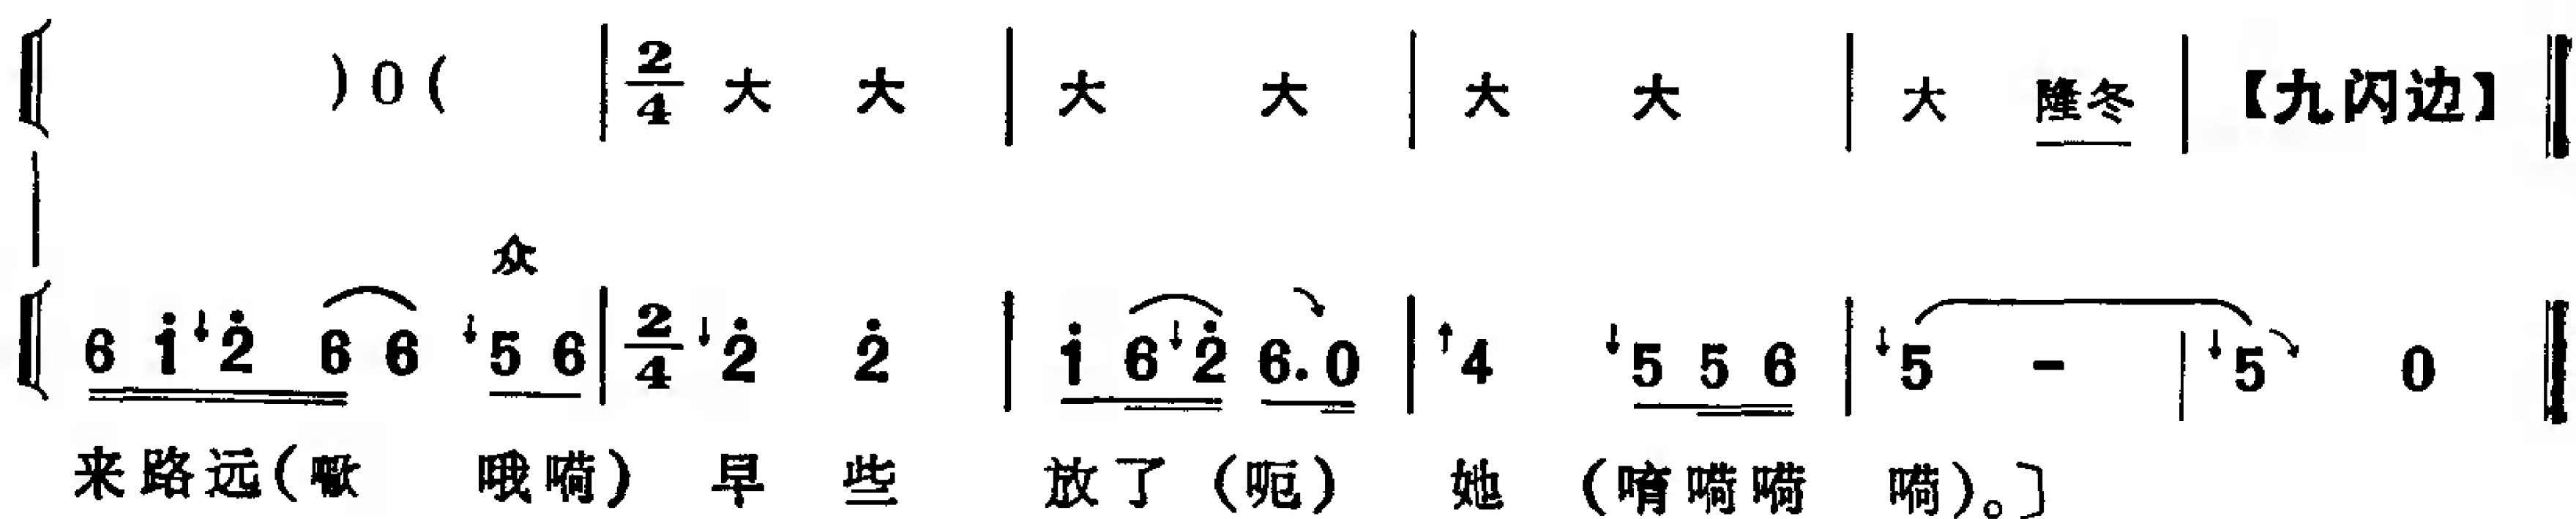 )0( | 2/4 大 大 | 大 大 | 大 大 | 大 隆冬 | 【九闪边】
众
6 i̇ ↓2̇ 6 6 ↓5 6 | 2/4 ↓2̇ 2̇ | i̇ 6 ↓2̇ 6.0 | ↑4 ↓5 5 6 | ↓5 - | ↓5 0
来路远(噷 哦嗬) 早 些 放了(呃) 她 (唷嗬嗬 嗬)。〕